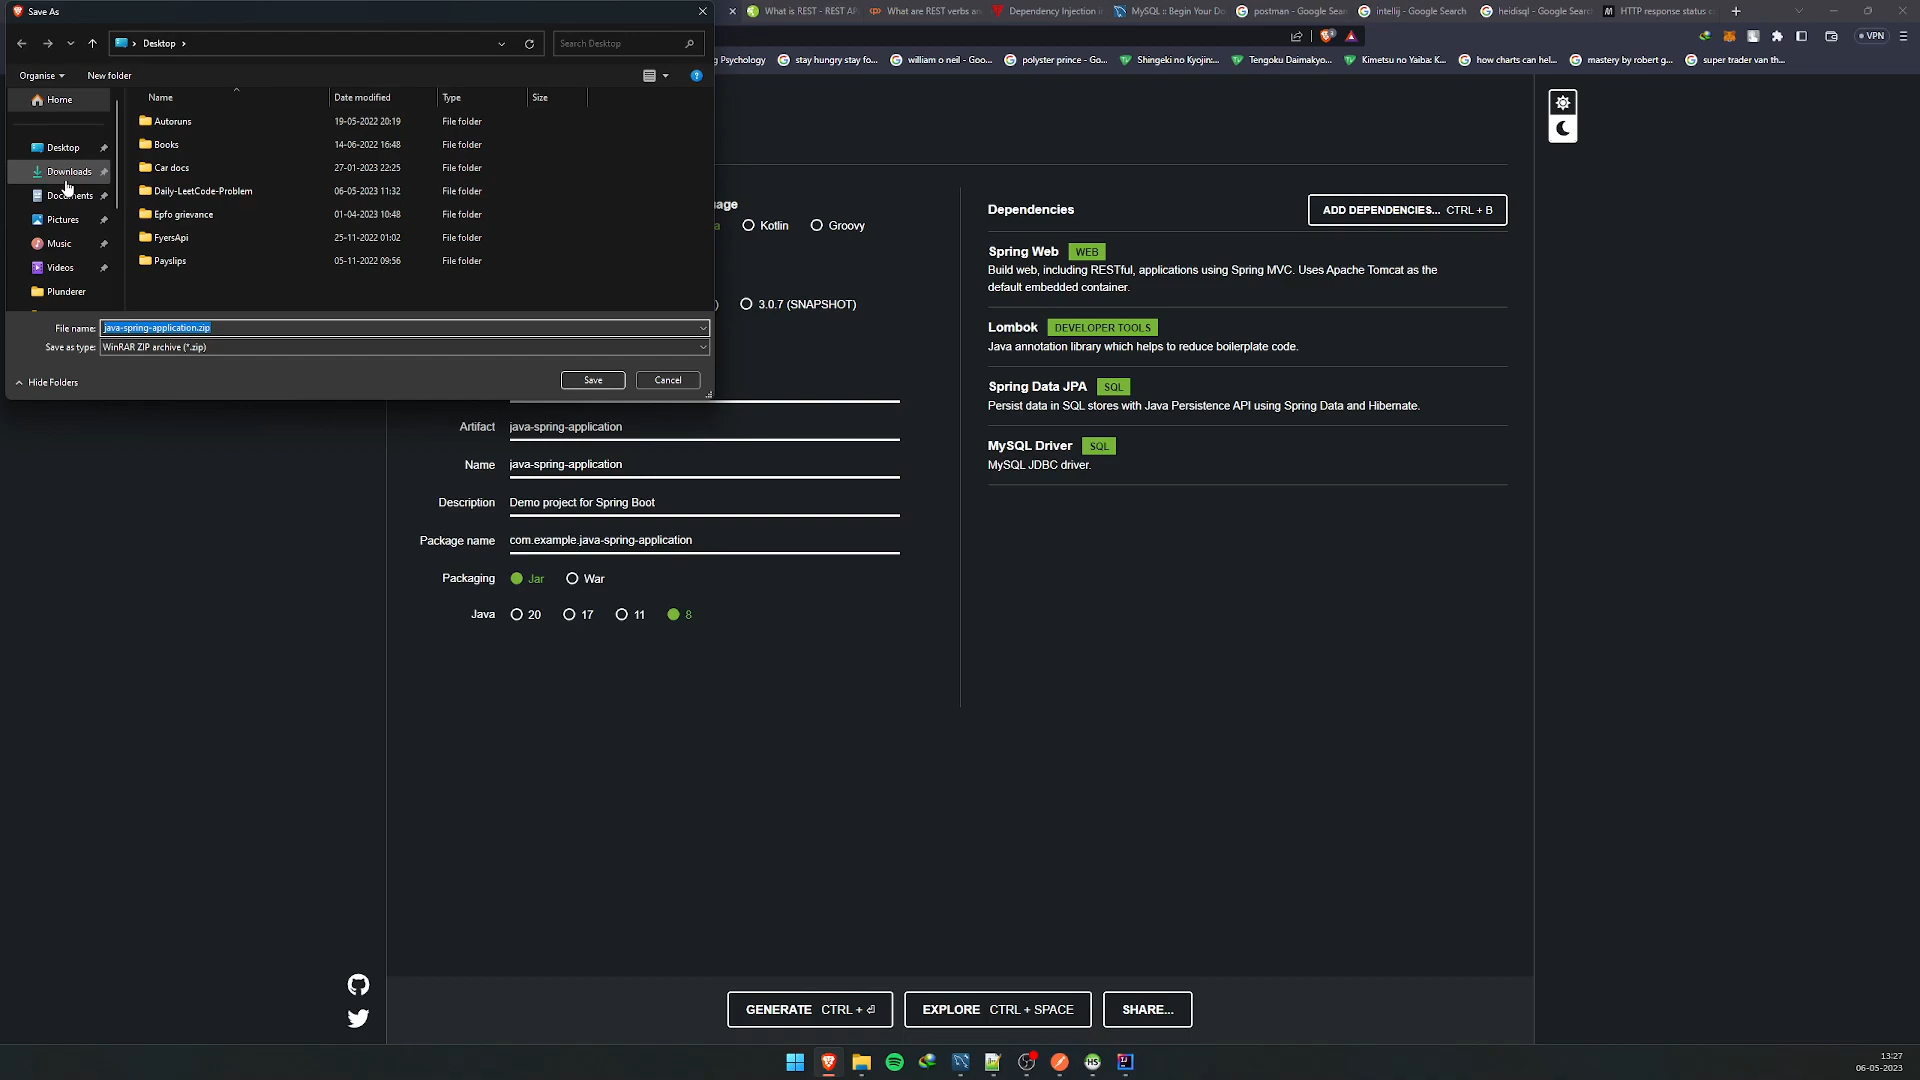 Save As
What is REST - REST AP
What are REST verbs an
Dependency Injection i
MySQL :: Begin Your Do
postman - Google Sear
intellij - Google Search
heidisql - Google Searc
HTTP response status c
Desktop
Search Desktop
VPN
Organise
New folder
g Psychology
stay hungry stay fo...
william o neil - Goo...
polyster prince - Go...
Shingeki no Kyojin:...
Tengoku Daimakyo...
Kimetsu no Yaiba: K...
how charts can hel...
mastery by robert g...
super trader van th...
Home
Name
Date modified
Type
Size
Autoruns 19-05-2022 20:19 File folder
Desktop
Books 14-06-2022 16:48 File folder
Downloads
Car docs 27-01-2023 22:25 File folder
Documents
Daily-LeetCode-Problem 06-05-2023 11:32 File folder
Pictures
Epfo grievance 01-04-2023 10:48 File folder
Music
FyersApi 25-11-2022 01:02 File folder
Videos
Payslips 05-11-2022 09:56 File folder
Plunderer
File name: java-spring-application.zip
Save as type: WinRAR ZIP archive (*.zip)
Hide Folders
Save
Cancel
age
a Kotlin Groovy
) 3.0.7 (SNAPSHOT)
Artifact java-spring-application
Name java-spring-application
Description Demo project for Spring Boot
Package name com.example.java-spring-application
Packaging Jar War
Java 20 17 11 8
Dependencies
ADD DEPENDENCIES... CTRL + B
Spring Web WEB
Build web, including RESTful, applications using Spring MVC. Uses Apache Tomcat as the
default embedded container.
Lombok DEVELOPER TOOLS
Java annotation library which helps to reduce boilerplate code.
Spring Data JPA SQL
Persist data in SQL stores with Java Persistence API using Spring Data and Hibernate.
MySQL Driver SQL
MySQL JDBC driver.
GENERATE CTRL + ⏎
EXPLORE CTRL + SPACE
SHARE...
13:27
06-05-2023